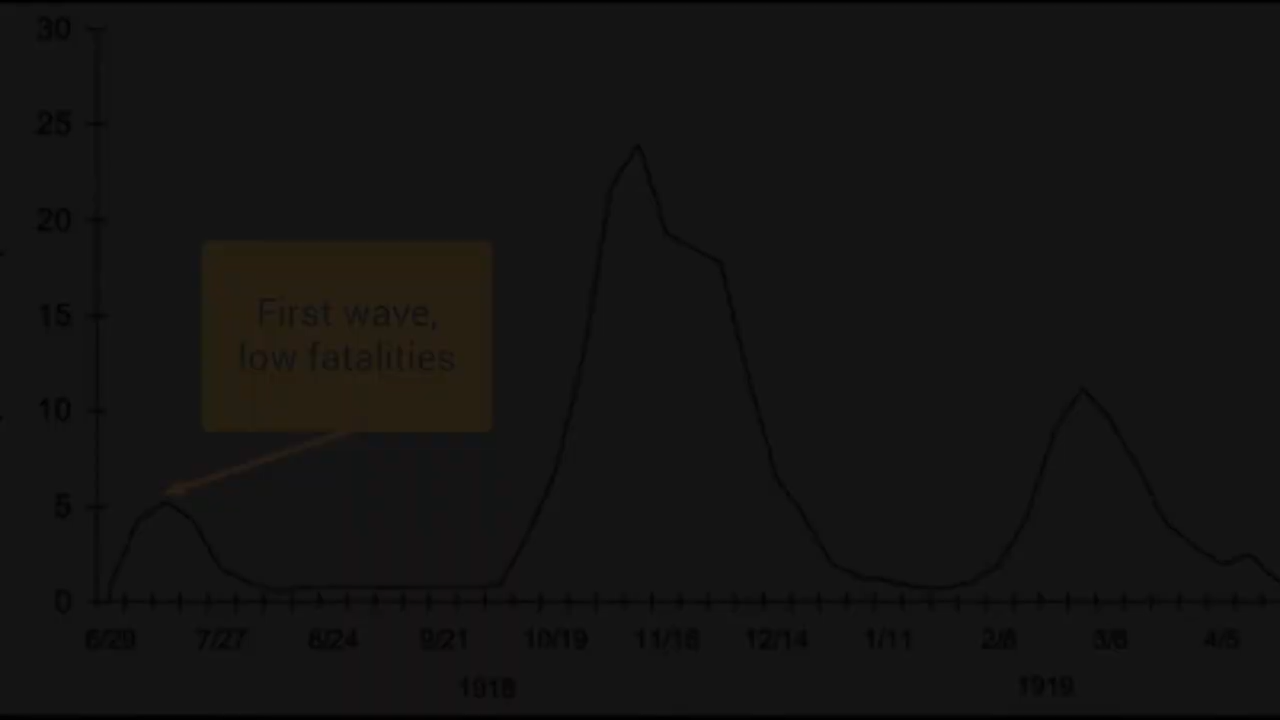 30
25
20
15
10
5
0
First wave,
low fatalities
6/29 7/27 8/24 9/21 10/19 11/16 12/14 1/11 2/8 3/8 4/5
1918 1919